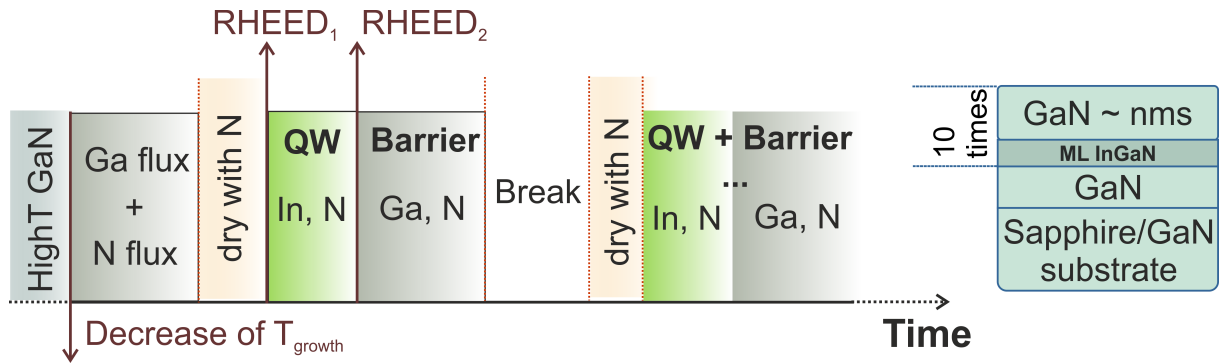 RHEED1 RHEED2
HighT GaN
Ga flux
+
N flux
dry with N
QW
In, N
Barrier
Ga, N
Break
dry with N
QW + Barrier
...
In, N Ga, N
Decrease of Tgrowth
Time
10
times
GaN ~ nms
ML InGaN
GaN
Sapphire/GaN
substrate